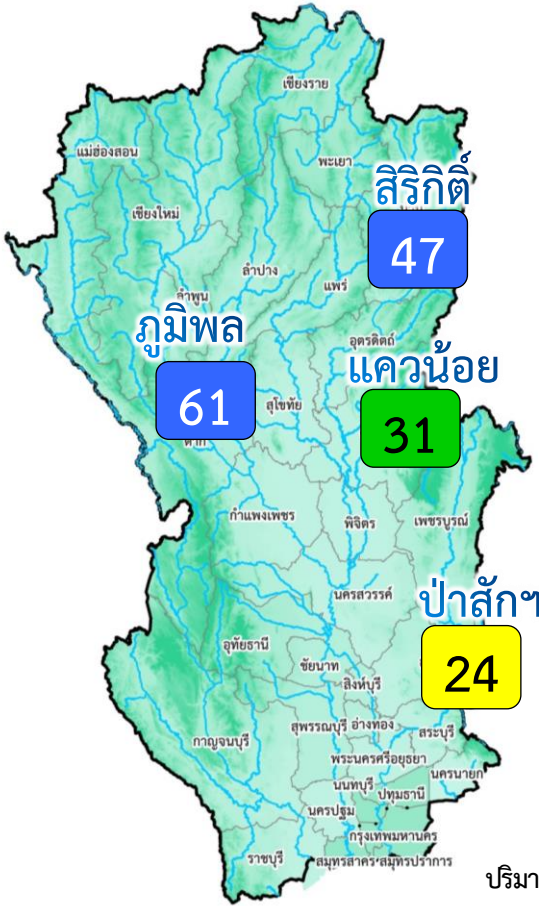 เชียงราย
แม่ฮ่องสอน
พะเยา
สิริกิติ์
เชียงใหม่
47
ลำปาง
แพร่
ลำพูน
ภูมิพล
อุตรดิตถ์
แควน้อย
61
สุโขทัย
31
ตาก
กำแพงเพชร
พิจิตร
เพชรบูรณ์
นครสวรรค์
ป่าสักฯ
อุทัยธานี
ชัยนาท
24
สิงห์บุรี
สุพรรณบุรี อ่างทอง
สระบุรี
กาญจนบุรี
พระนครศรีอยุธยา
นครนายก
นนทบุรี
ปทุมธานี
นครปฐม
กรุงเทพมหานคร
ราชบุรี
สมุทรสาคร สมุทรปราการ
ปริมา